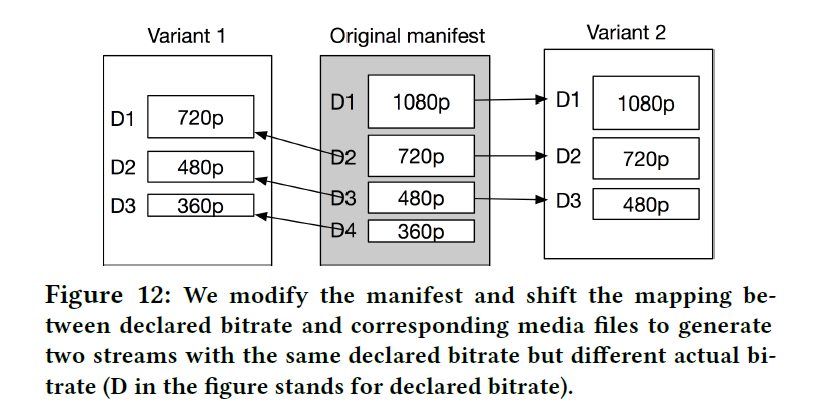 Variant 1
Original manifest
Variant 2
D1 720p
D2 480p
D3 360p
D1 1080p
D2 720p
D3 480p
D4 360p
D1 1080p
D2 720p
D3 480p
Figure 12: We modify the manifest and shift the mapping be-
tween declared bitrate and corresponding media files to generate
two streams with the same declared bitrate but different actual bi-
trate (D in the figure stands for declared bitrate).